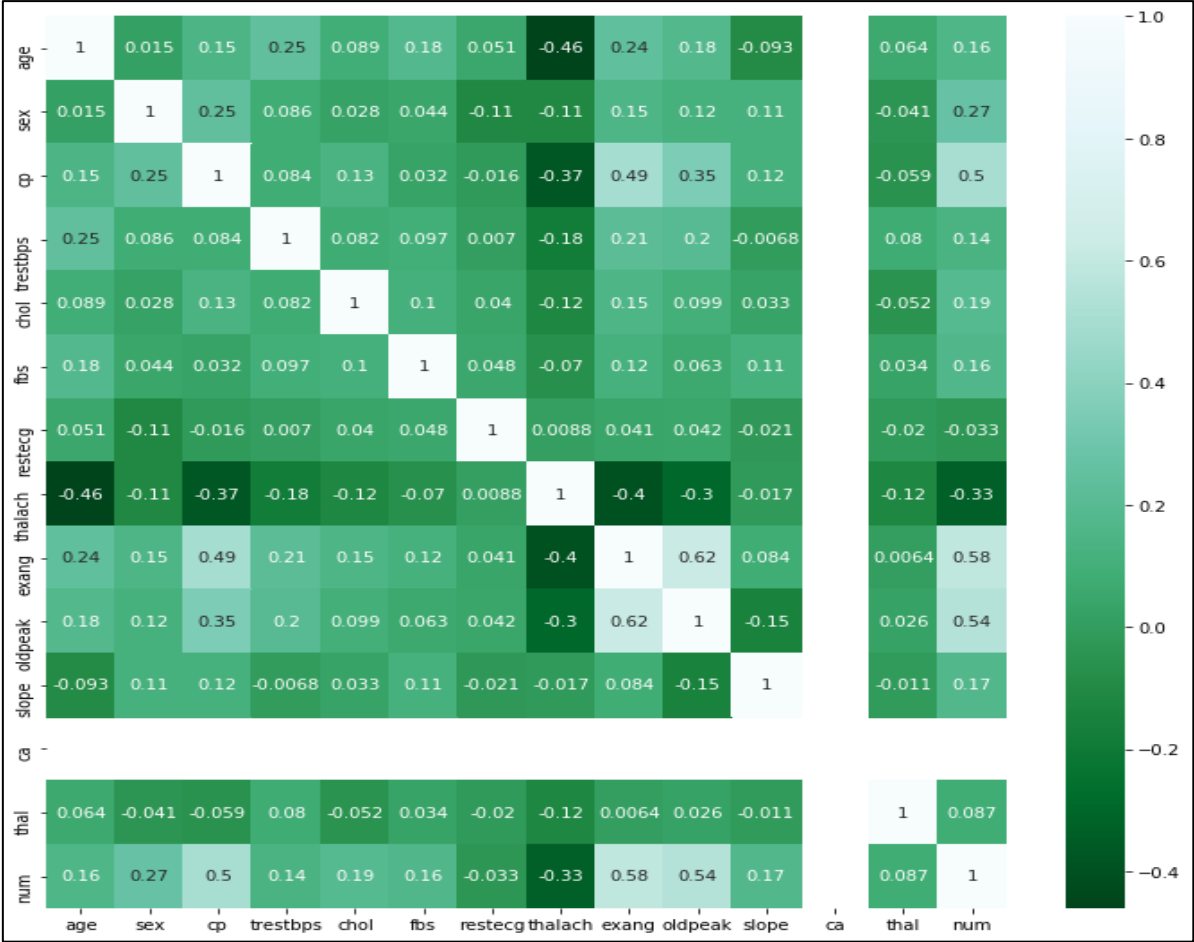 age 1 0.015 0.15 0.25 0.089 0.18 0.051 -0.46 0.24 0.18 -0.093 0.064 0.16
sex 0.015 1 0.25 0.086 0.028 0.044 -0.11 -0.11 0.15 0.12 0.11 -0.041 0.27
cp 0.15 0.25 1 0.084 0.13 0.032 -0.016 -0.37 0.49 0.35 0.12 -0.059 0.5
trestbps 0.25 0.086 0.084 1 0.082 0.097 0.007 -0.18 0.21 0.2 -0.0068 0.08 0.14
chol 0.089 0.028 0.13 0.082 1 0.1 0.04 -0.12 0.15 0.099 0.033 -0.052 0.19
fbs 0.18 0.044 0.032 0.097 0.1 1 0.048 -0.07 0.12 0.063 0.11 0.034 0.16
restecg 0.051 -0.11 -0.016 0.007 0.04 0.048 1 0.0088 0.041 0.042 -0.021 -0.02 -0.033
thalach -0.46 -0.11 -0.37 -0.18 -0.12 -0.07 0.0088 1 -0.4 -0.3 -0.017 -0.12 -0.33
exang 0.24 0.15 0.49 0.21 0.15 0.12 0.041 -0.4 1 0.62 0.084 0.0064 0.58
oldpeak 0.18 0.12 0.35 0.2 0.099 0.063 0.042 -0.3 0.62 1 -0.15 0.026 0.54
slope -0.093 0.11 0.12 -0.0068 0.033 0.11 -0.021 -0.017 0.084 -0.15 1 -0.011 0.17
ca
thal 0.064 -0.041 -0.059 0.08 -0.052 0.034 -0.02 -0.12 0.0064 0.026 -0.011 1 0.087
num 0.16 0.27 0.5 0.14 0.19 0.16 -0.033 -0.33 0.58 0.54 0.17 0.087 1
age sex cp trestbps chol fbs restecg thalach exang oldpeak slope ca thal num
1.0
0.8
0.6
0.4
0.2
0.0
−0.2
−0.4